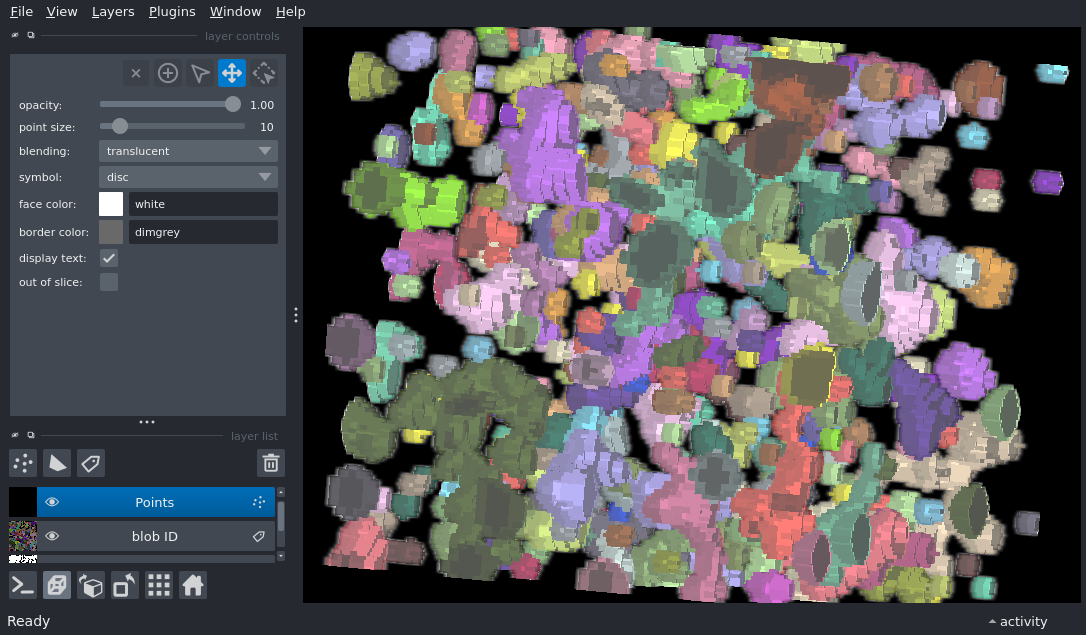 File View Layers Plugins Window Help
layer controls
opacity: 1.00
point size: 10
blending: translucent
symbol: disc
face color: white
border color: dimgrey
display text:
out of slice:
layer list
Points
blob ID
Ready activity